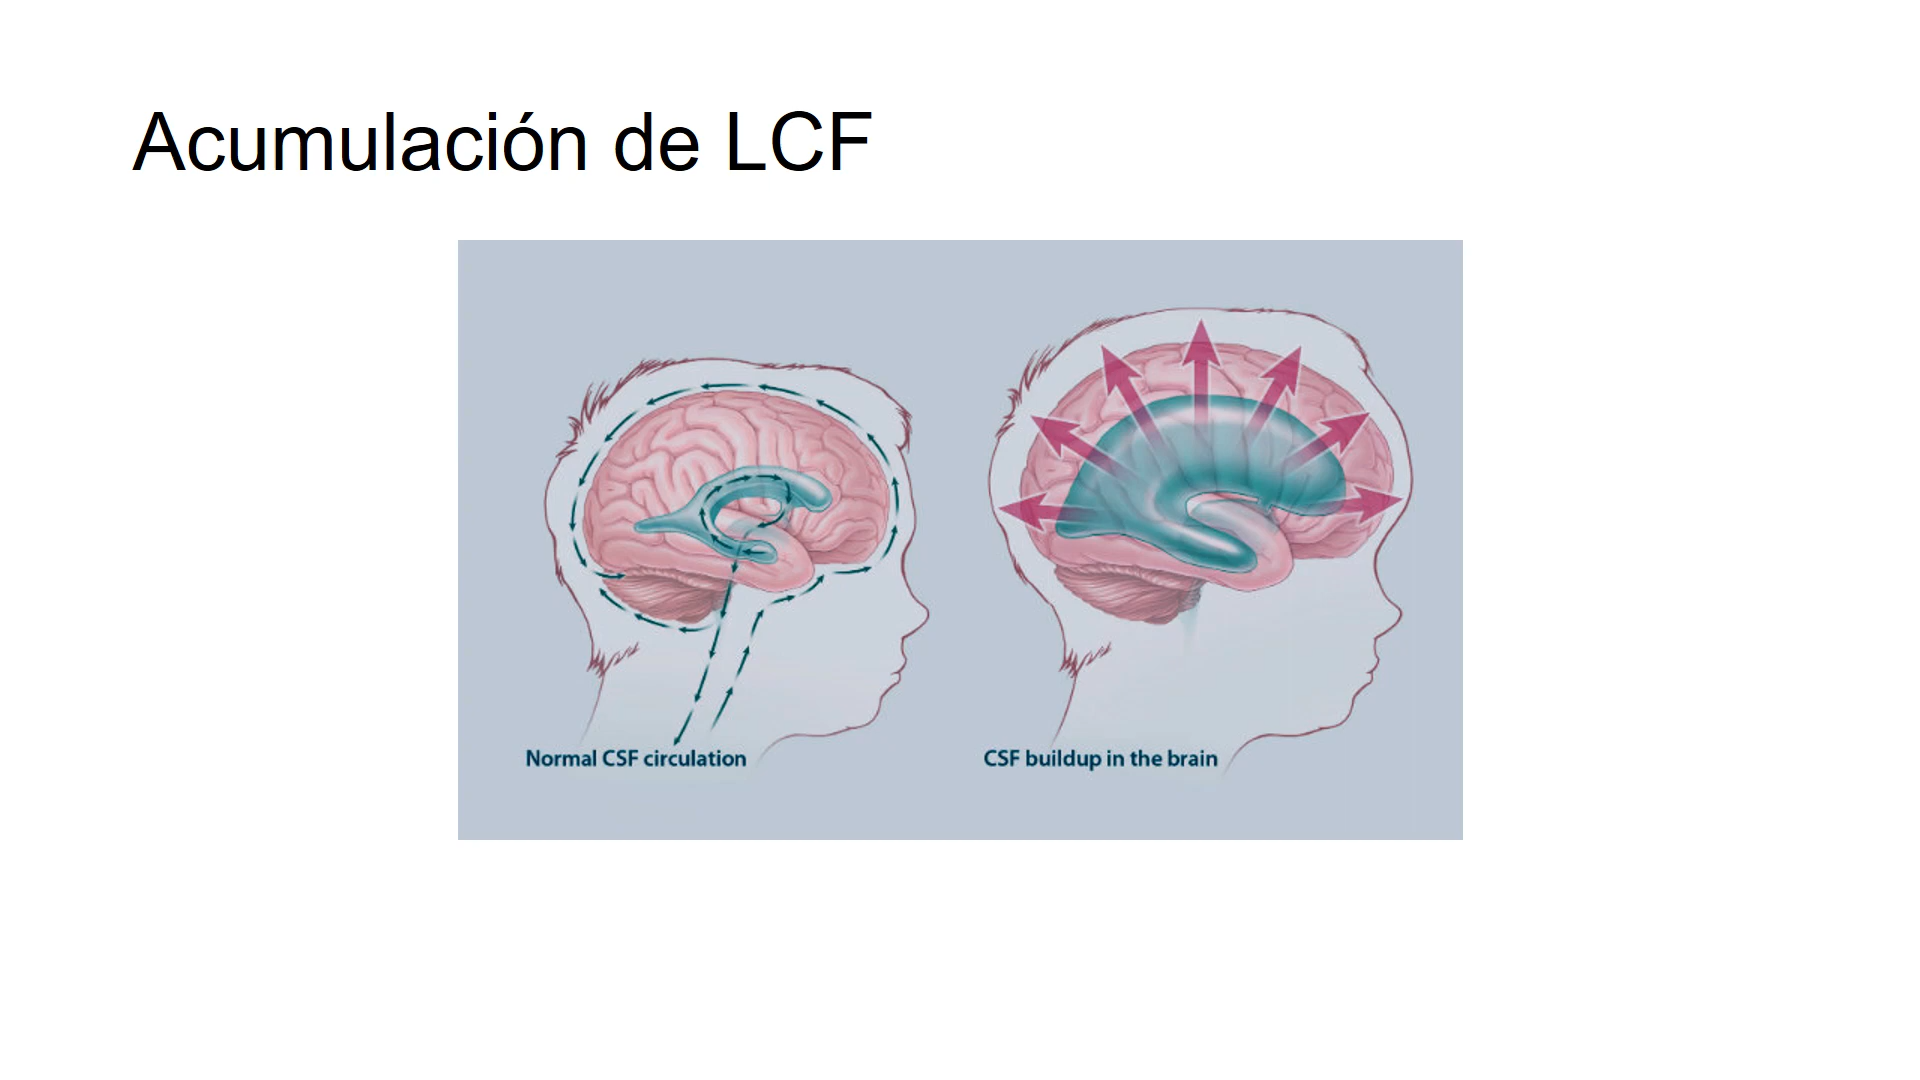 Acumulación de LCF
Normal CSF circulation
CSF buildup in the brain